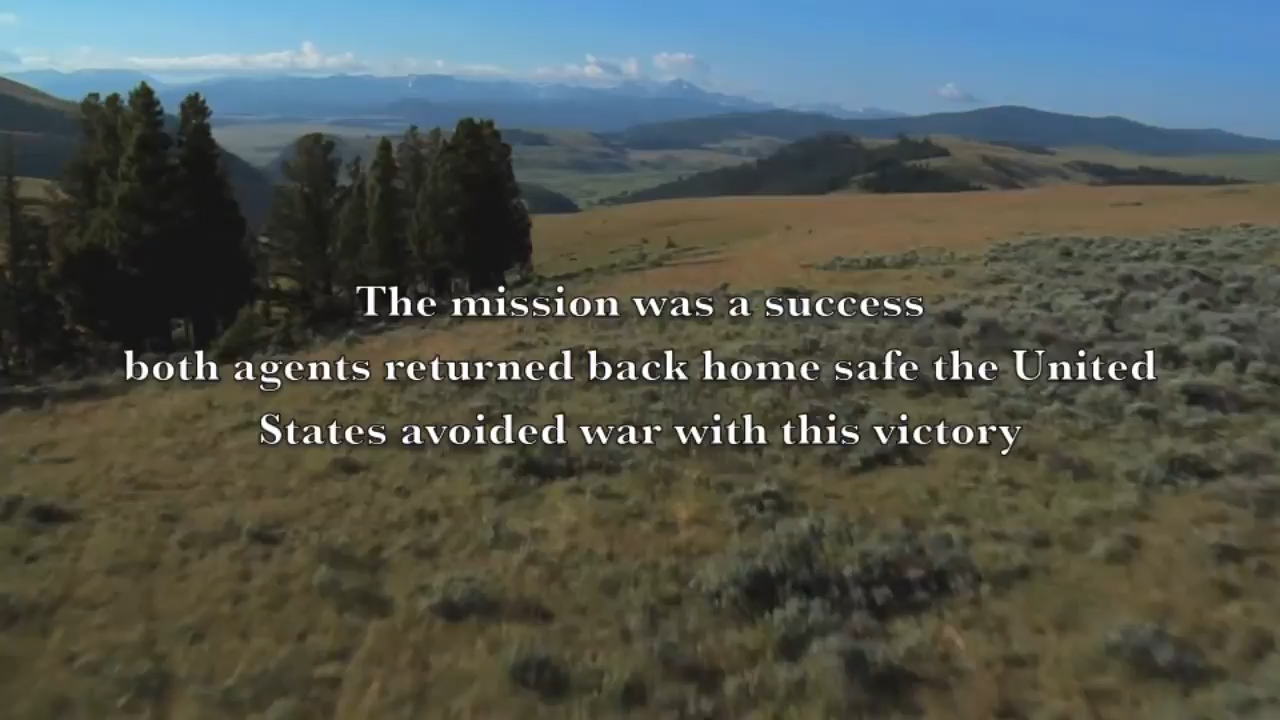 The mission was a success
both agents returned back home safe the United
States avoided war with this victory